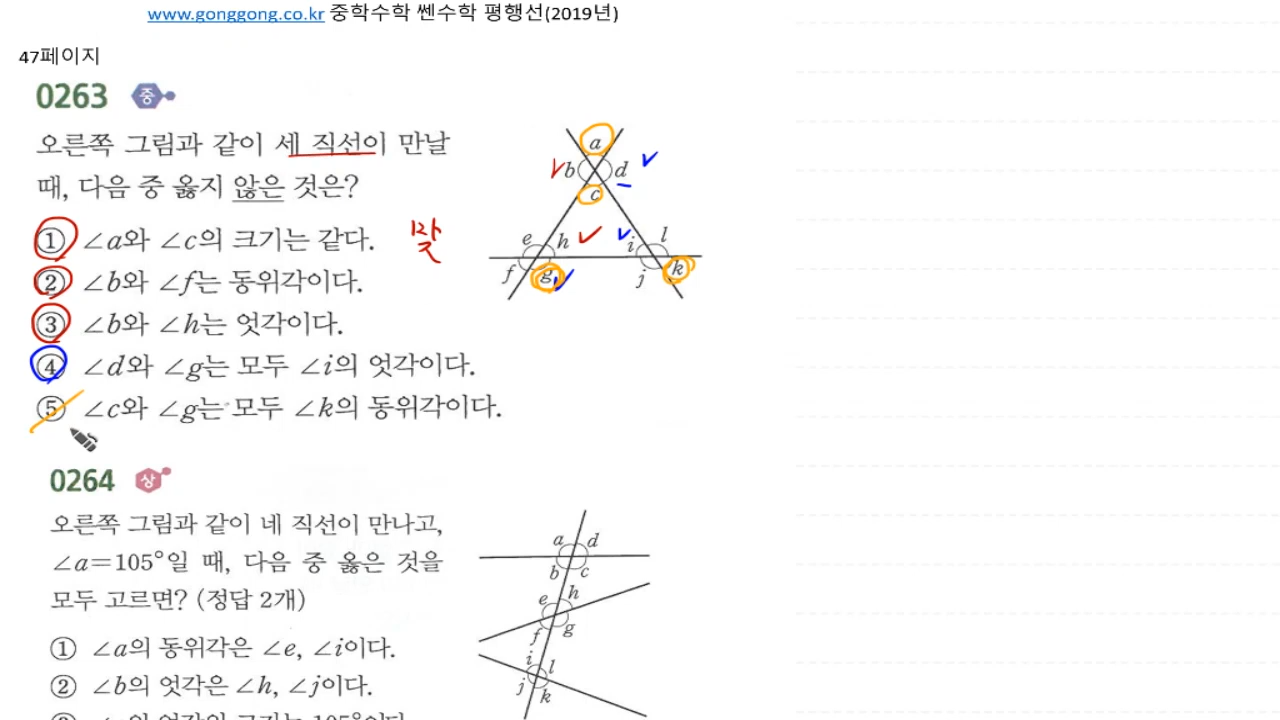 www.gonggong.co.kr 중학수학 쎈수학 평행선(2019년)
47페이지
0263 중
오른쪽 그림과 같이 세 직선이 만날
때, 다음 중 옳지 않은 것은?
① ∠a와 ∠c의 크기는 같다. 맞
② ∠b와 ∠f는 동위각이다.
③ ∠b와 ∠h는 엇각이다.
④ ∠d와 ∠g는 모두 ∠i의 엇각이다.
⑤ ∠c와 ∠g는 모두 ∠k의 동위각이다.
a
b d
c
e h i l
f g j k
0264 상
오른쪽 그림과 같이 네 직선이 만나고,
∠a=105°일 때, 다음 중 옳은 것을
모두 고르면? (정답 2개)
① ∠a의 동위각은 ∠e, ∠i이다.
② ∠b의 엇각은 ∠h, ∠j이다.
a d
b c
e h
f g
i l
j k